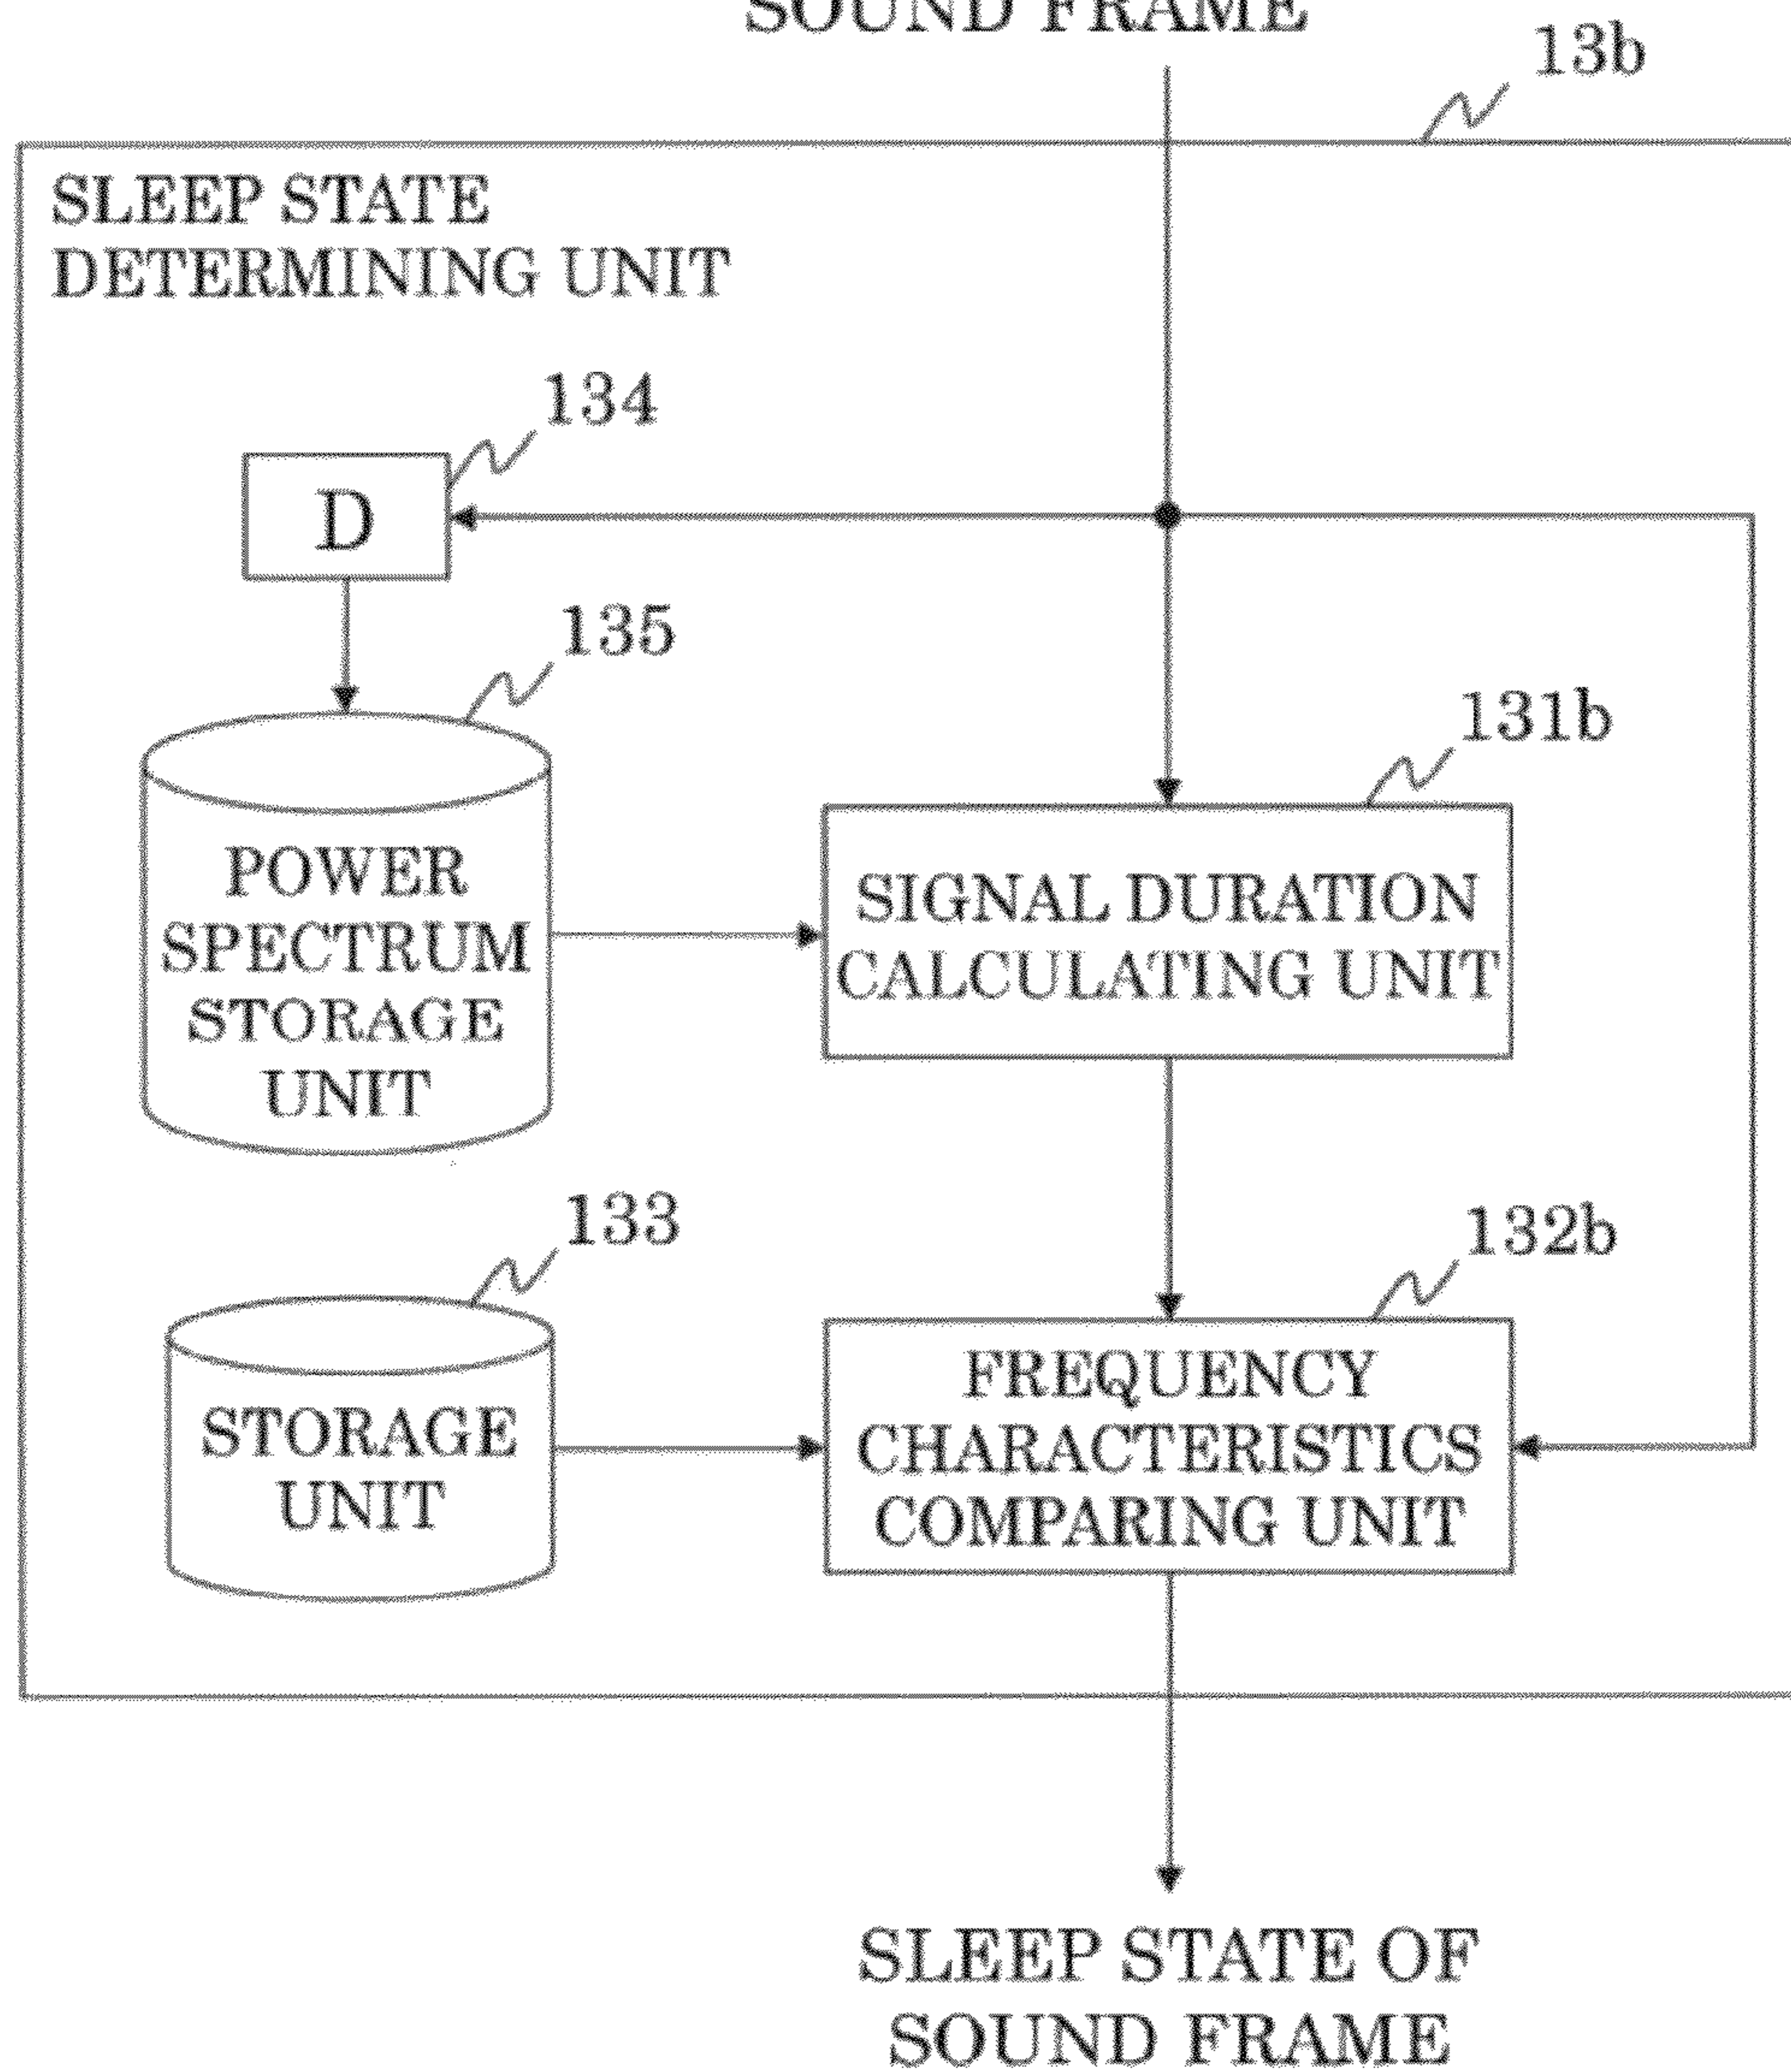 SOUND FRAME
13b
SLEEP STATE
DETERMINING UNIT
134
D
135
131b
POWER
SPECTRUM
STORAGE
UNIT
SIGNAL DURATION
CALCULATING UNIT
133
132b
STORAGE
UNIT
FREQUENCY
CHARACTERISTICS
COMPARING UNIT
SLEEP STATE OF
SOUND FRAME